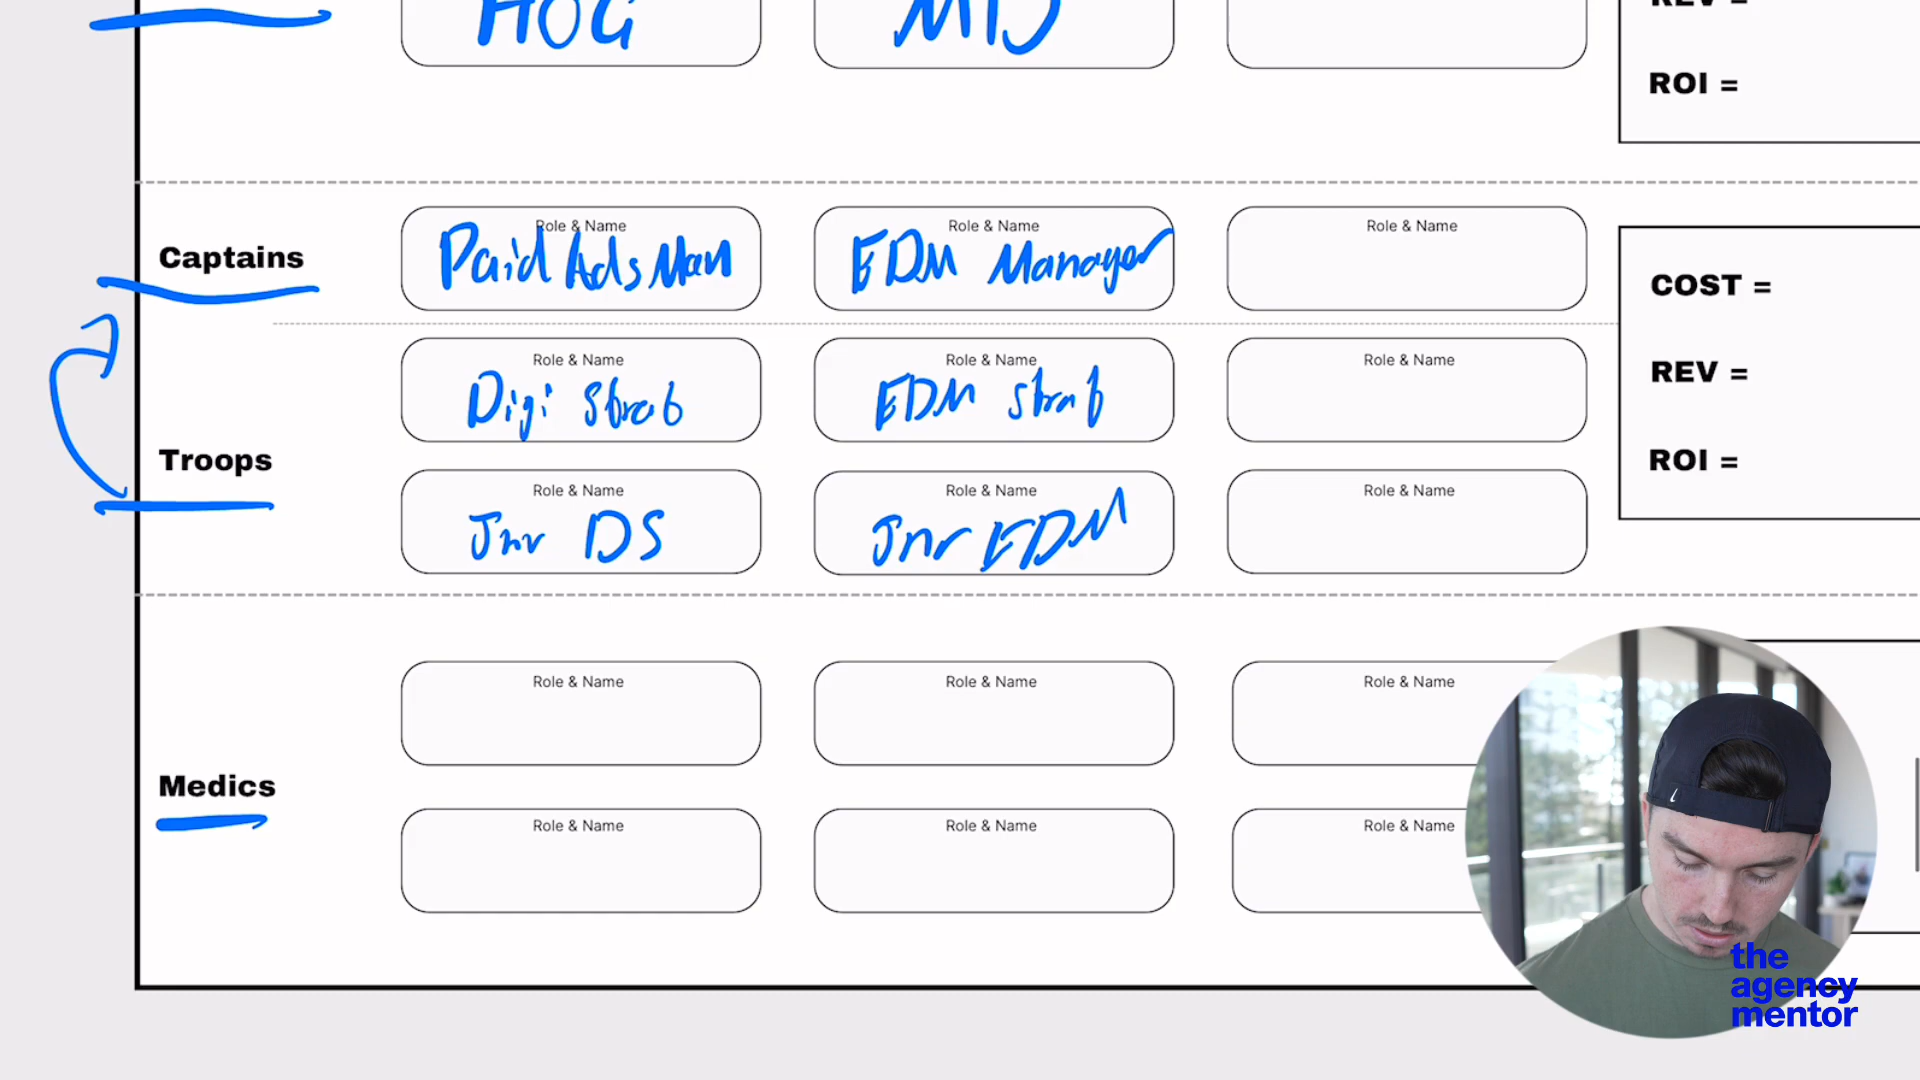 HOG MD
REV =
ROI =
Captains
Role & Name Role & Name Role & Name
Paid Ads Man EDM Manager
COST =
Role & Name Role & Name Role & Name
Digi Strat EDM Strat
REV =
Troops
ROI =
Role & Name Role & Name Role & Name
Jnr DS Jnr EDM
Role & Name Role & Name Role & Name
Medics
Role & Name Role & Name Role & Name
the
agency
mentor